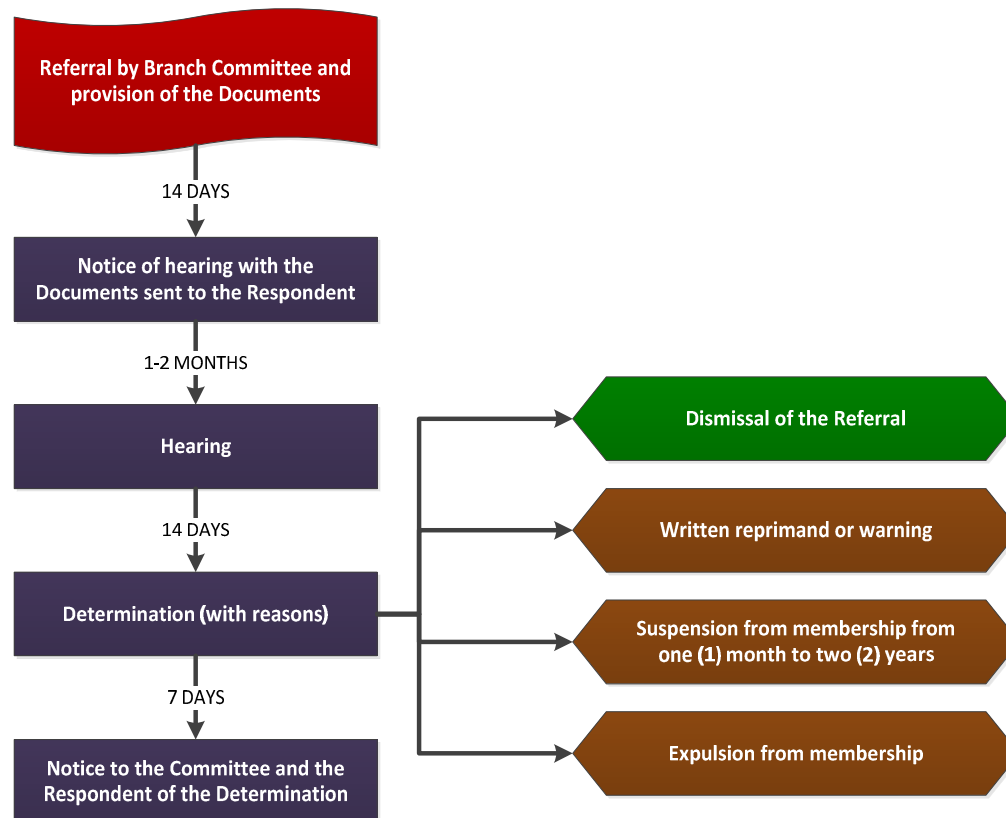 Referral by Branch Committee and
provision of the Documents
14 DAYS
Notice of hearing with the
Documents sent to the Respondent
1-2 MONTHS
Hearing
14 DAYS
Determination (with reasons)
7 DAYS
Notice to the Committee and the
Respondent of the Determination
Dismissal of the Referral
Written reprimand or warning
Suspension from membership from
one (1) month to two (2) years
Expulsion from membership